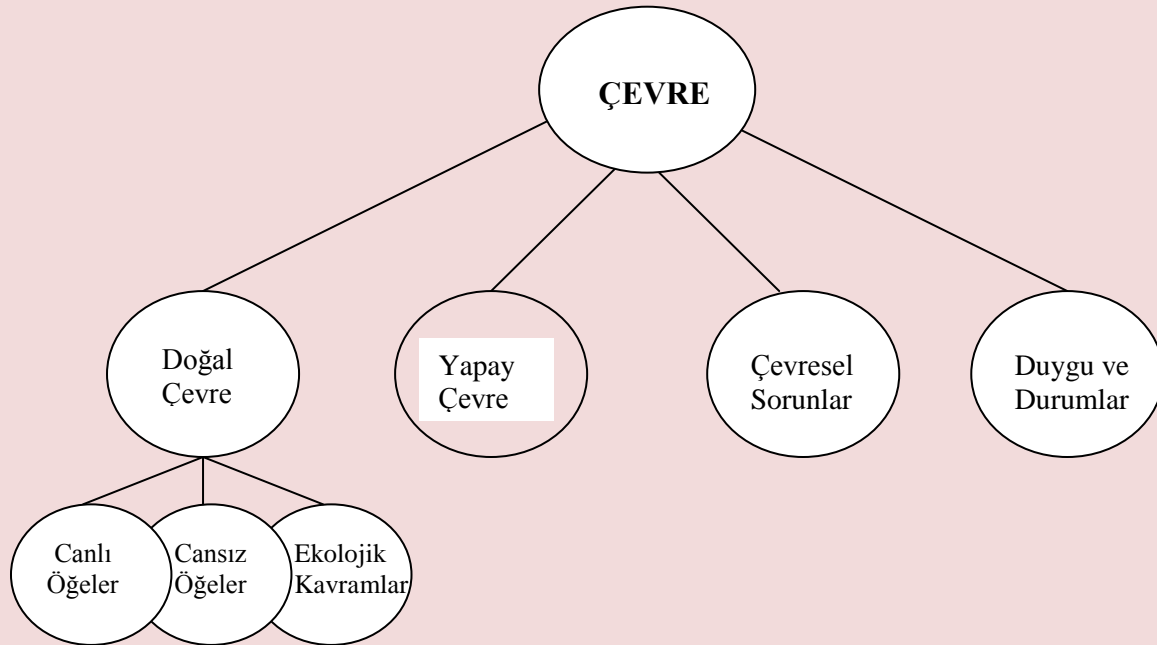 ÇEVRE
Doğal
Çevre
Yapay
Çevre
Çevresel
Sorunlar
Duygu ve
Durumlar
Canlı
Öğeler
Cansız
Öğeler
Ekolojik
Kavramlar